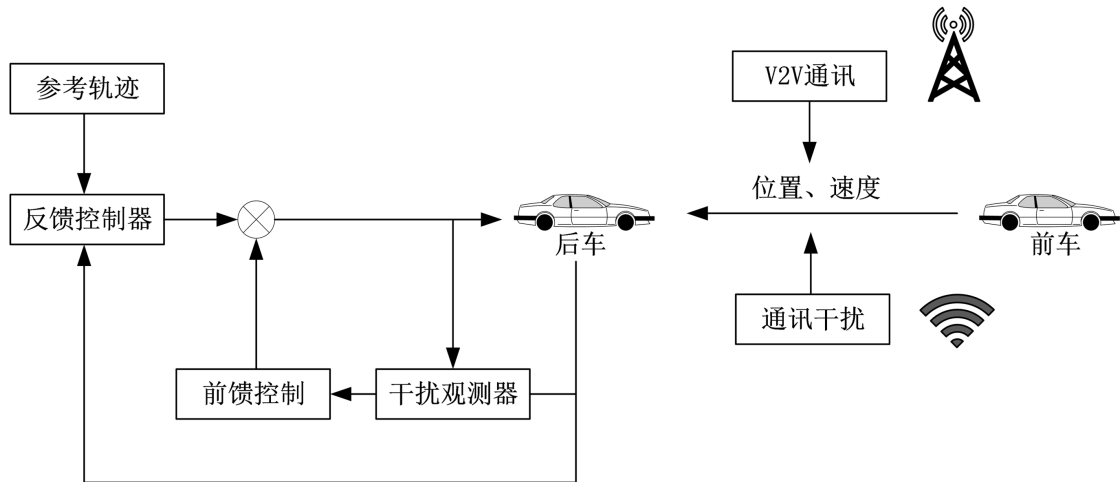 参考轨迹
V2V通讯
反馈控制器
位置、速度
后车
前车
通讯干扰
前馈控制
干扰观测器